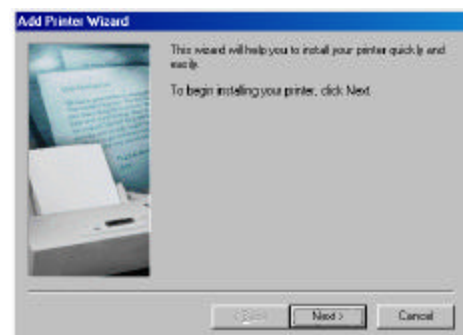 Add Printer Wizard
This wizard will help you to install your printer quickly and
easily.
To begin installing your printer, click Next
< Back
Next >
Cancel